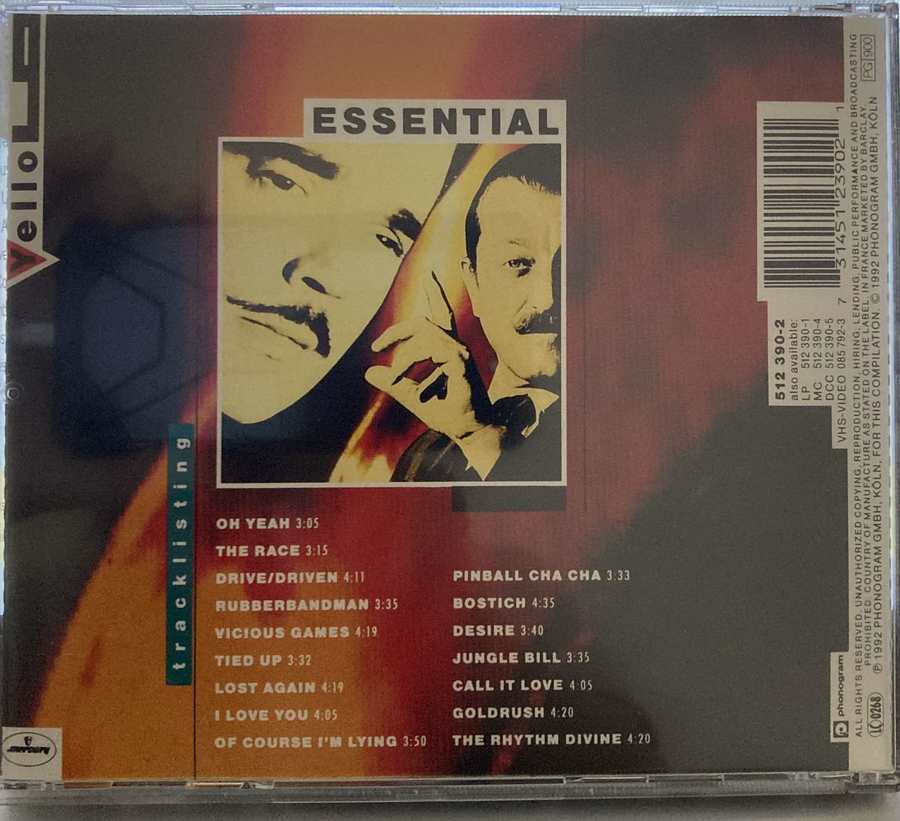 Yello
ESSENTIAL
tracklisting
OH YEAH 3:05
THE RACE 3:15
DRIVE/DRIVEN 4:11
RUBBERBANDMAN 3:35
VICIOUS GAMES 4:19
TIED UP 3:32
LOST AGAIN 4:19
I LOVE YOU 4:05
OF COURSE I'M LYING 3:50
PINBALL CHA CHA 3:33
BOSTICH 4:35
DESIRE 3:40
JUNGLE BILL 3:35
CALL IT LOVE 4:05
GOLDRUSH 4:20
THE RHYTHM DIVINE 4:20
7 31451 23902 1
512 390-2
also available:
LP 512 390-1
MC 512 390-4
DCC 512 390-5
VHS-VIDEO 085 792-3
PG 900
phonogram
LC 0268
ALL RIGHTS RESERVED. UNAUTHORIZED COPYING, REPRODUCTION, HIRING, LENDING, PUBLIC PERFORMANCE AND BROADCASTING
PROHIBITED. COUNTRY OF MANUFACTURE AS STATED ON THE LABEL. IN FRANCE MARKETED BY BARCLAY.
℗ 1992 PHONOGRAM GMBH, KÖLN, FOR THIS COMPILATION. © 1992 PHONOGRAM GMBH, KÖLN